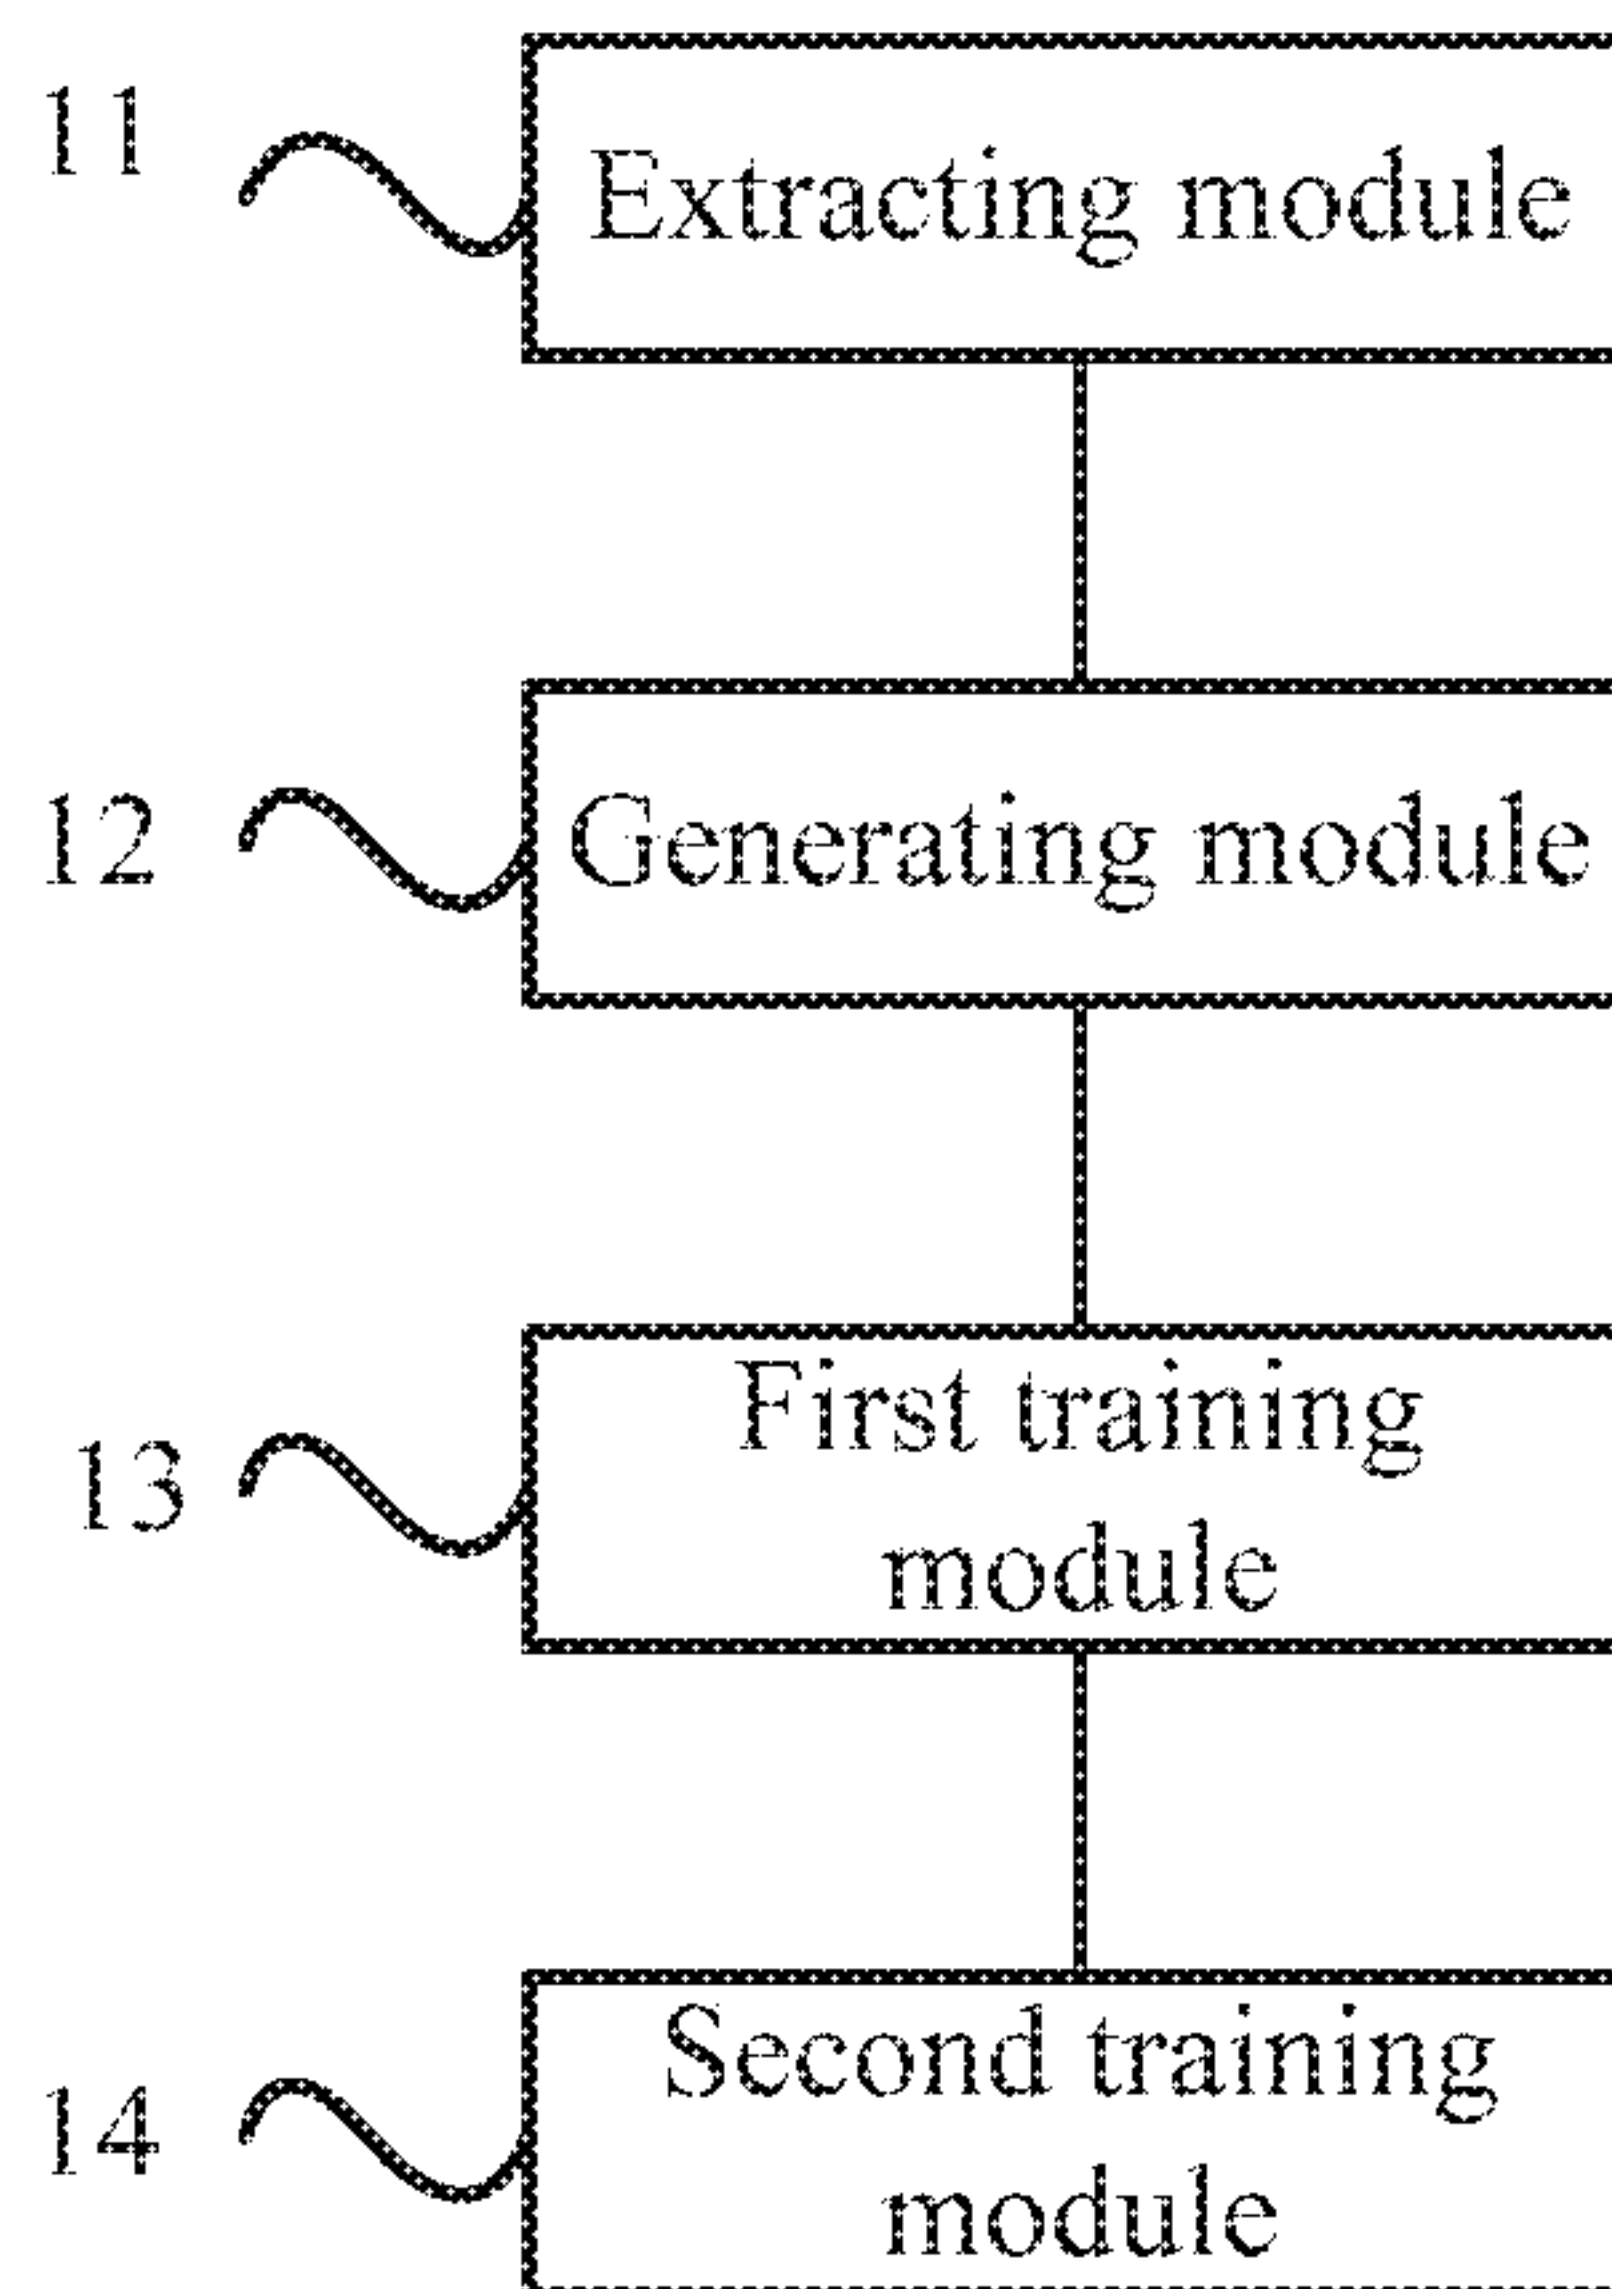 11
Extracting module
12
Generating module
13
First training
module
14
Second training
module